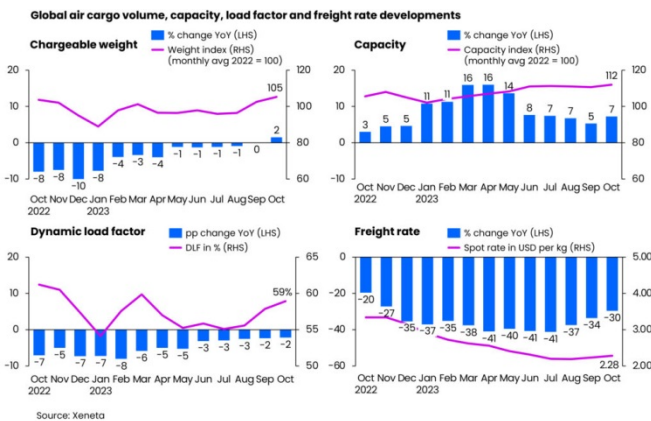 Global air cargo volume, capacity, load factor and freight rate developments
Chargeable weight
% change YoY (LHS)
Weight index (RHS)
(monthly avg 2022 = 100)
20
10
0
-10
120
100
80
60
105
-8 -8 -10 -8 -4 -3 -4 -1 -1 -1 -1 0 2
Oct Nov Dec Jan Feb Mar Apr May Jun Jul Aug Sep Oct
2022 2023
Capacity
% change YoY (LHS)
Capacity index (RHS)
(monthly avg 2022 = 100)
20
10
0
-10
120
100
80
60
112
3 5 5 11 11 16 16 14 8 7 7 5 7
Oct Nov Dec Jan Feb Mar Apr May Jun Jul Aug Sep Oct
2022 2023
Dynamic load factor
pp change YoY (LHS)
DLF in % (RHS)
20
10
0
-10
65
60
55
50
59%
-7 -5 -7 -7 -8 -6 -5 -5 -3 -3 -3 -2 -2
Oct Nov Dec Jan Feb Mar Apr May Jun Jul Aug Sep Oct
2022 2023
Freight rate
% change YoY (LHS)
Spot rate in USD per kg (RHS)
0
-20
-40
-60
5.00
4.000
3.000
2.000
-20 -27 -35 -37 -35 -38 -41 -40 -41 -41 -37 -34 -30
2.28
Oct Nov Dec Jan Feb Mar Apr May Jun Jul Aug Sep Oct
2022 2023
Source: Xeneta